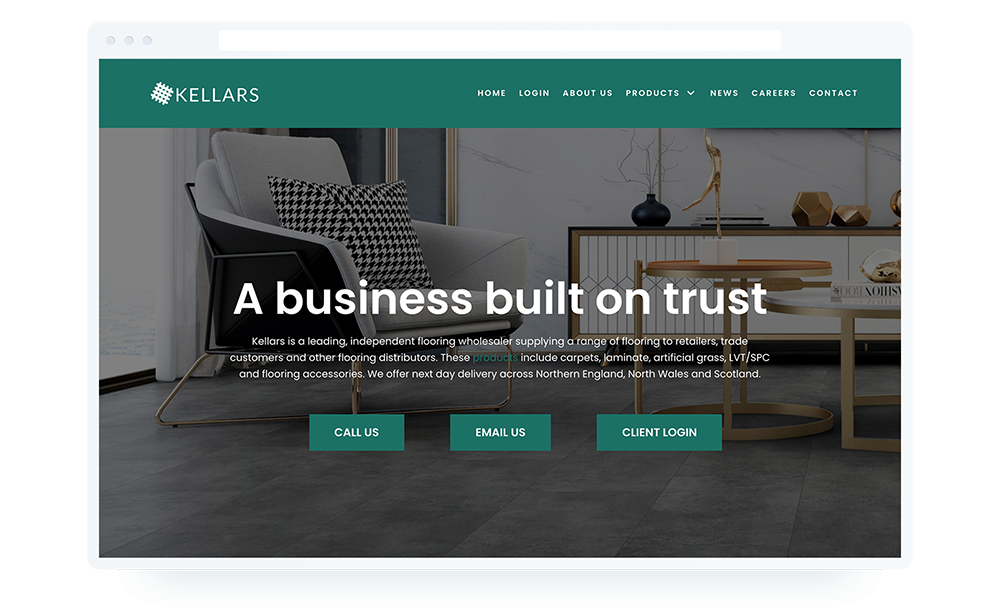 KELLARS
HOME LOGIN ABOUT US PRODUCTS NEWS CAREERS CONTACT
A business built on trust
Kellars is a leading, independent flooring wholesaler supplying a range of flooring to retailers, trade
customers and other flooring distributors. These products include carpets, laminate, artificial grass, LVT/SPC
and flooring accessories. We offer next day delivery across Northern England, North Wales and Scotland.
CALL US EMAIL US CLIENT LOGIN